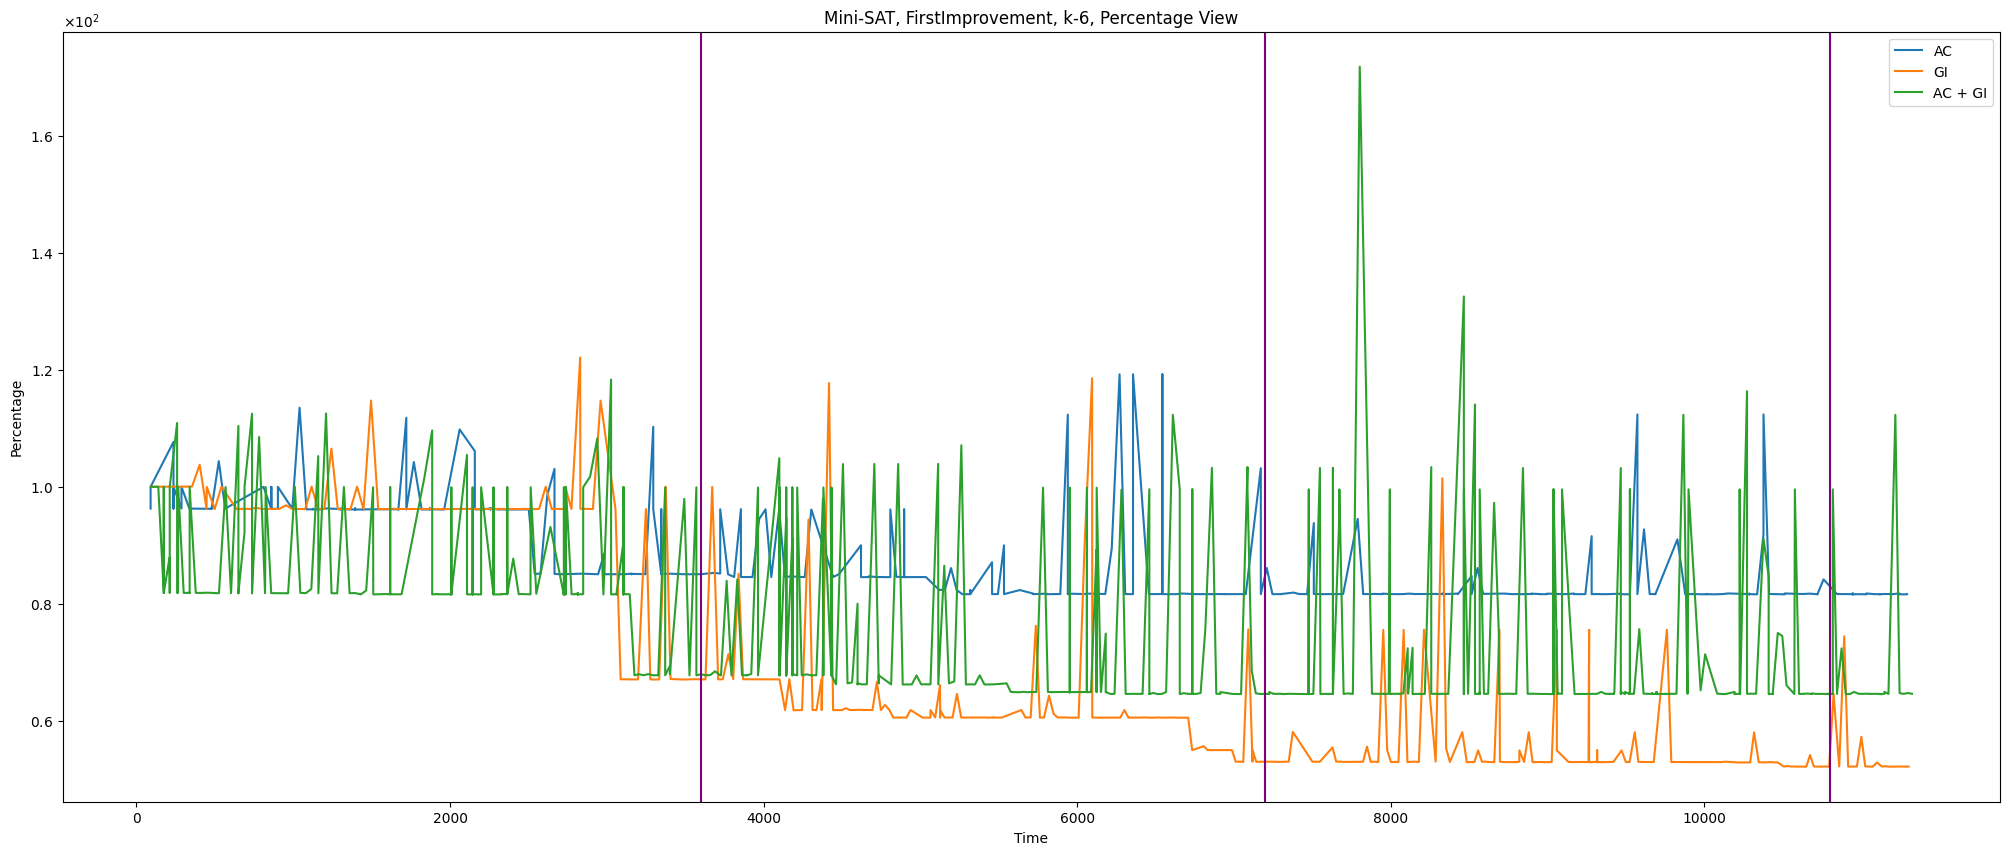 Mini-SAT, FirstImprovement, k-6, Percentage View
×10²
AC
GI
AC + GI
1.6
1.4
1.2
1.0
0.8
0.6
Percentage
0 2000 4000 6000 8000 10000
Time